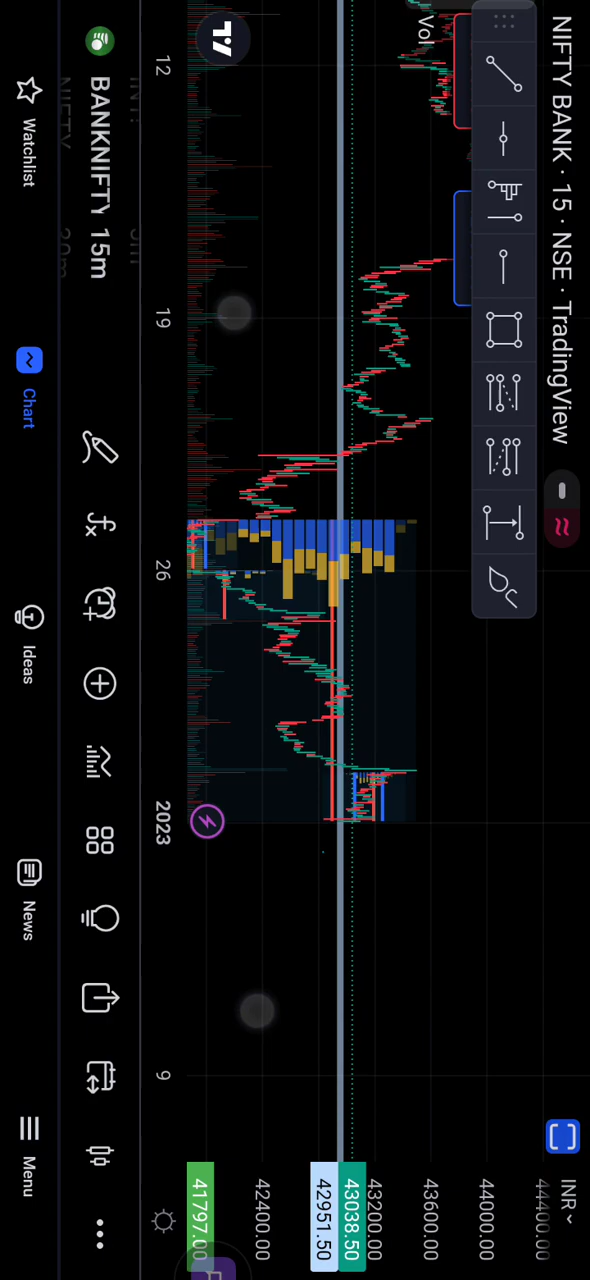 NIFTY BANK · 15 · NSE · TradingView
INR
Vol
44400.00
44000.00
43600.00
43200.00
43038.50
42951.50
42400.00
41797.00
12
19
26
2023
9
BANKNIFTY 15m
NIFTY
Watchlist
Chart
Ideas
News
Menu